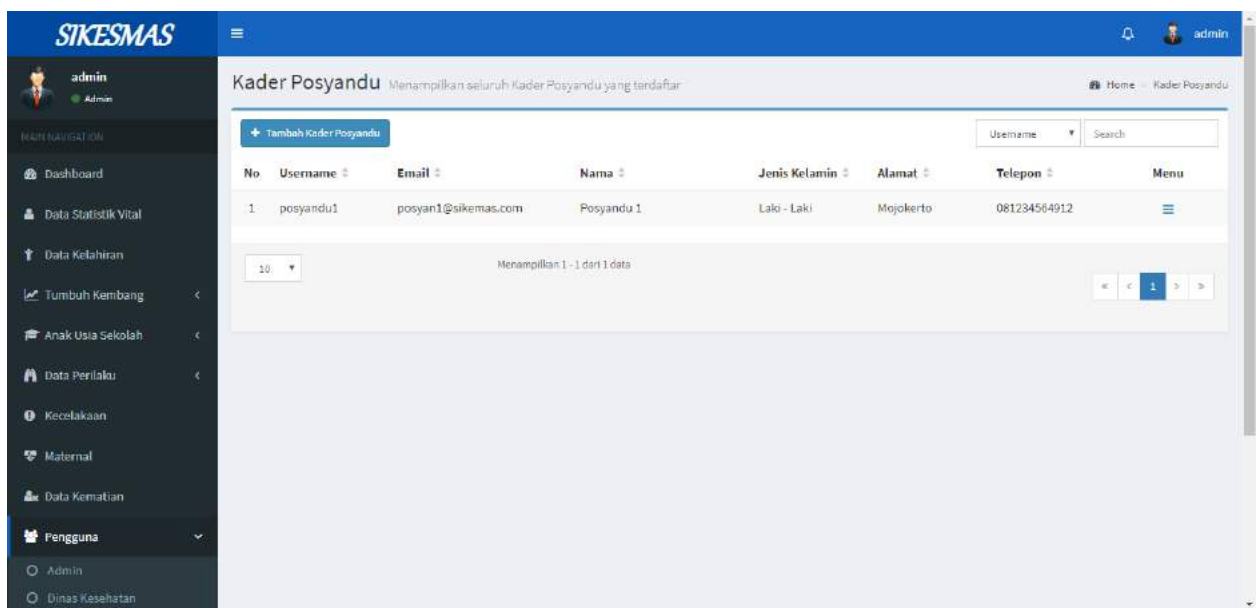 SIKESMAS
admin
admin
Admin
Kader Posyandu Menampilkan seluruh Kader Posyandu yang terdaftar
Home - Kader Posyandu
MAIN NAVIGATION
+ Tambah Kader Posyandu
Username
Search
Dashboard
Data Statistik Vital
Data Kelahiran
Tumbuh Kembang
Anak Usia Sekolah
Data Perilaku
Kecelakaan
Maternal
Data Kematian
Pengguna
Admin
Dinas Kesehatan
No Username Email Nama Jenis Kelamin Alamat Telepon Menu
1 posyandu1 posyan1@sikemas.com Posyandu 1 Laki - Laki Mojokerto 081234564912
10
Menampilkan 1 - 1 dari 1 data
« < 1 > »